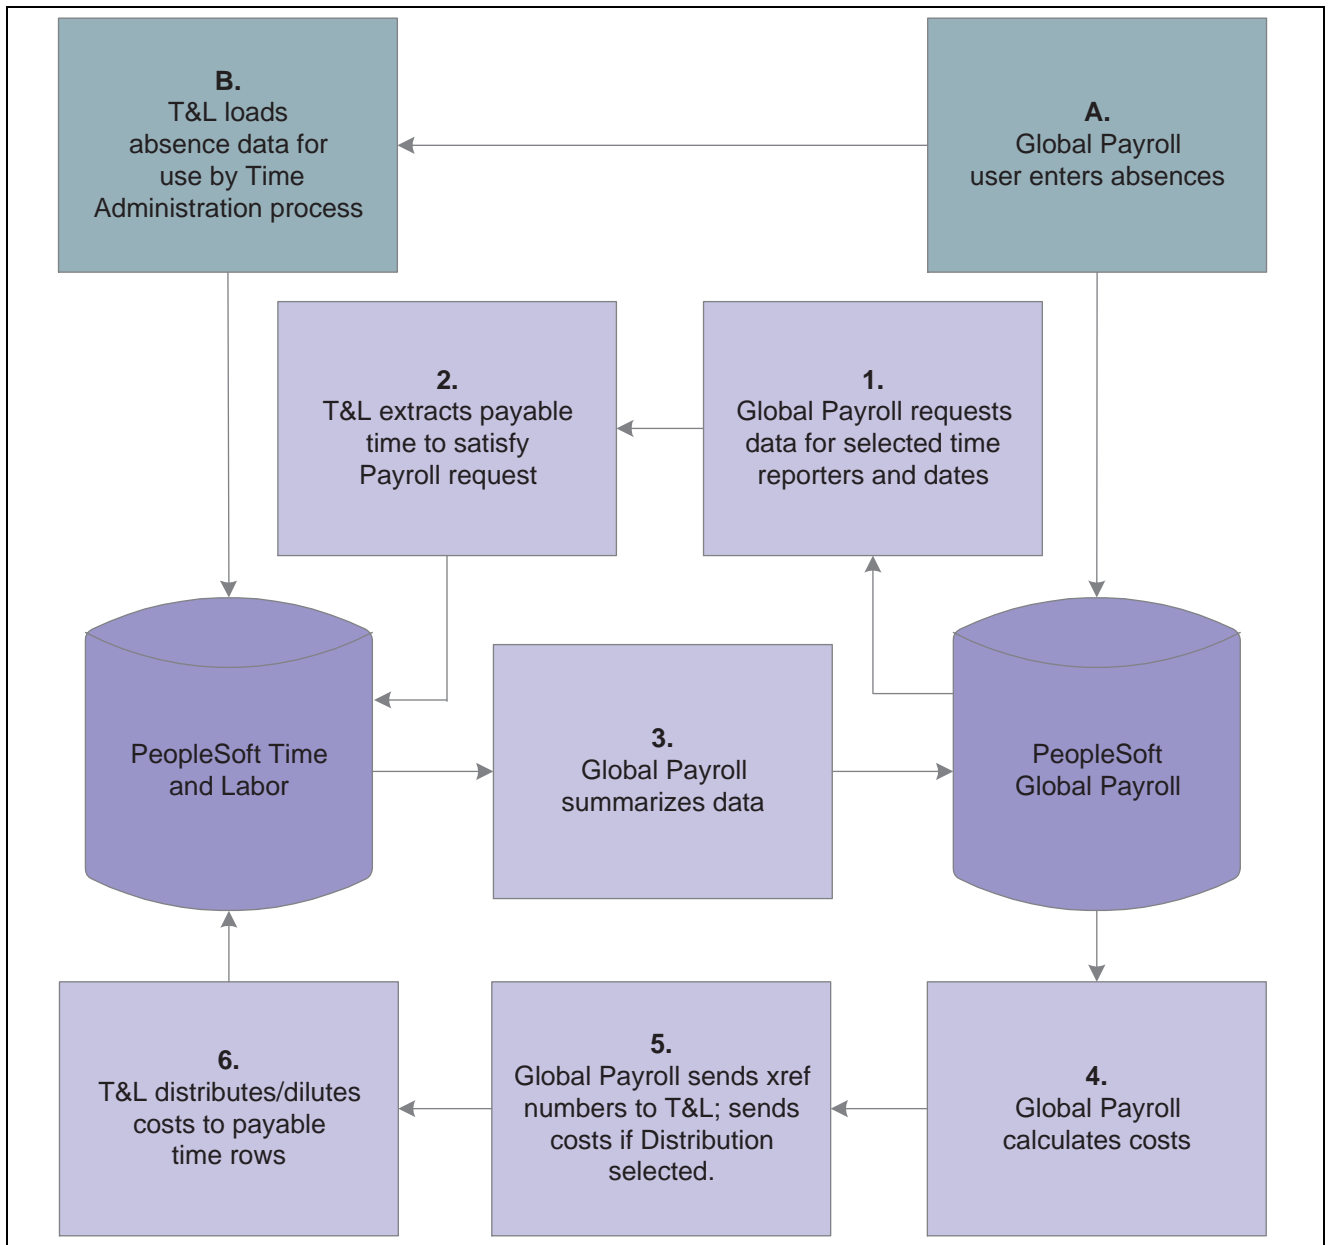 B.
T&L loads
absence data for
use by Time
Administration process
A.
Global Payroll
user enters absences
2.
T&L extracts payable
time to satisfy
Payroll request
1.
Global Payroll requests
data for selected time
reporters and dates
PeopleSoft Time
and Labor
3.
Global Payroll
summarizes data
PeopleSoft
Global Payroll
6.
T&L distributes/dilutes
costs to payable
time rows
5.
Global Payroll sends xref
numbers to T&L; sends
costs if Distribution
selected.
4.
Global Payroll
calculates costs